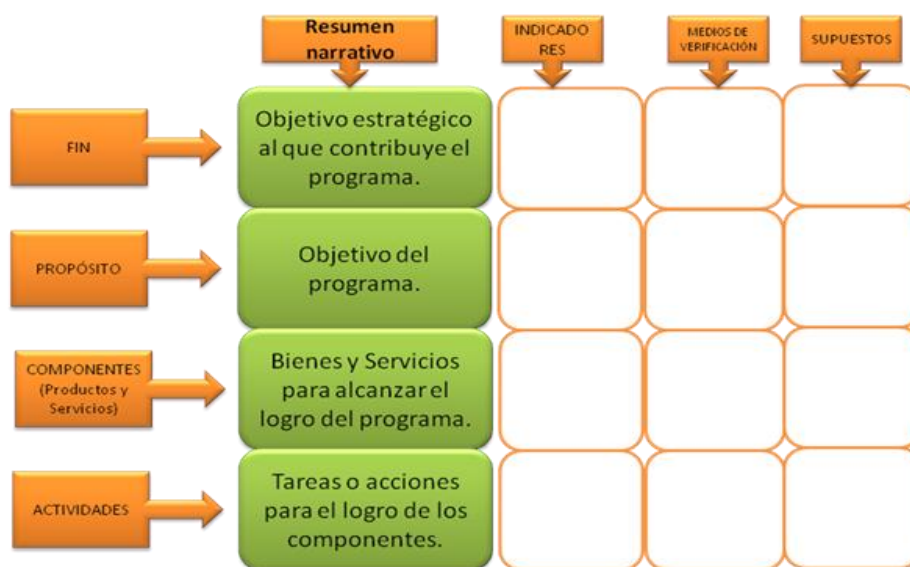 Resumen
narrativo
INDICADO
RES
MEDIOS DE
VERIFICACIÓN
SUPUESTOS
FIN
Objetivo estratégico
al que contribuye el
programa.
PROPÓSITO
Objetivo del
programa.
COMPONENTES
(Productos y
Servicios)
Bienes y Servicios
para alcanzar el
logro del programa.
ACTIVIDADES
Tareas o acciones
para el logro de los
componentes.